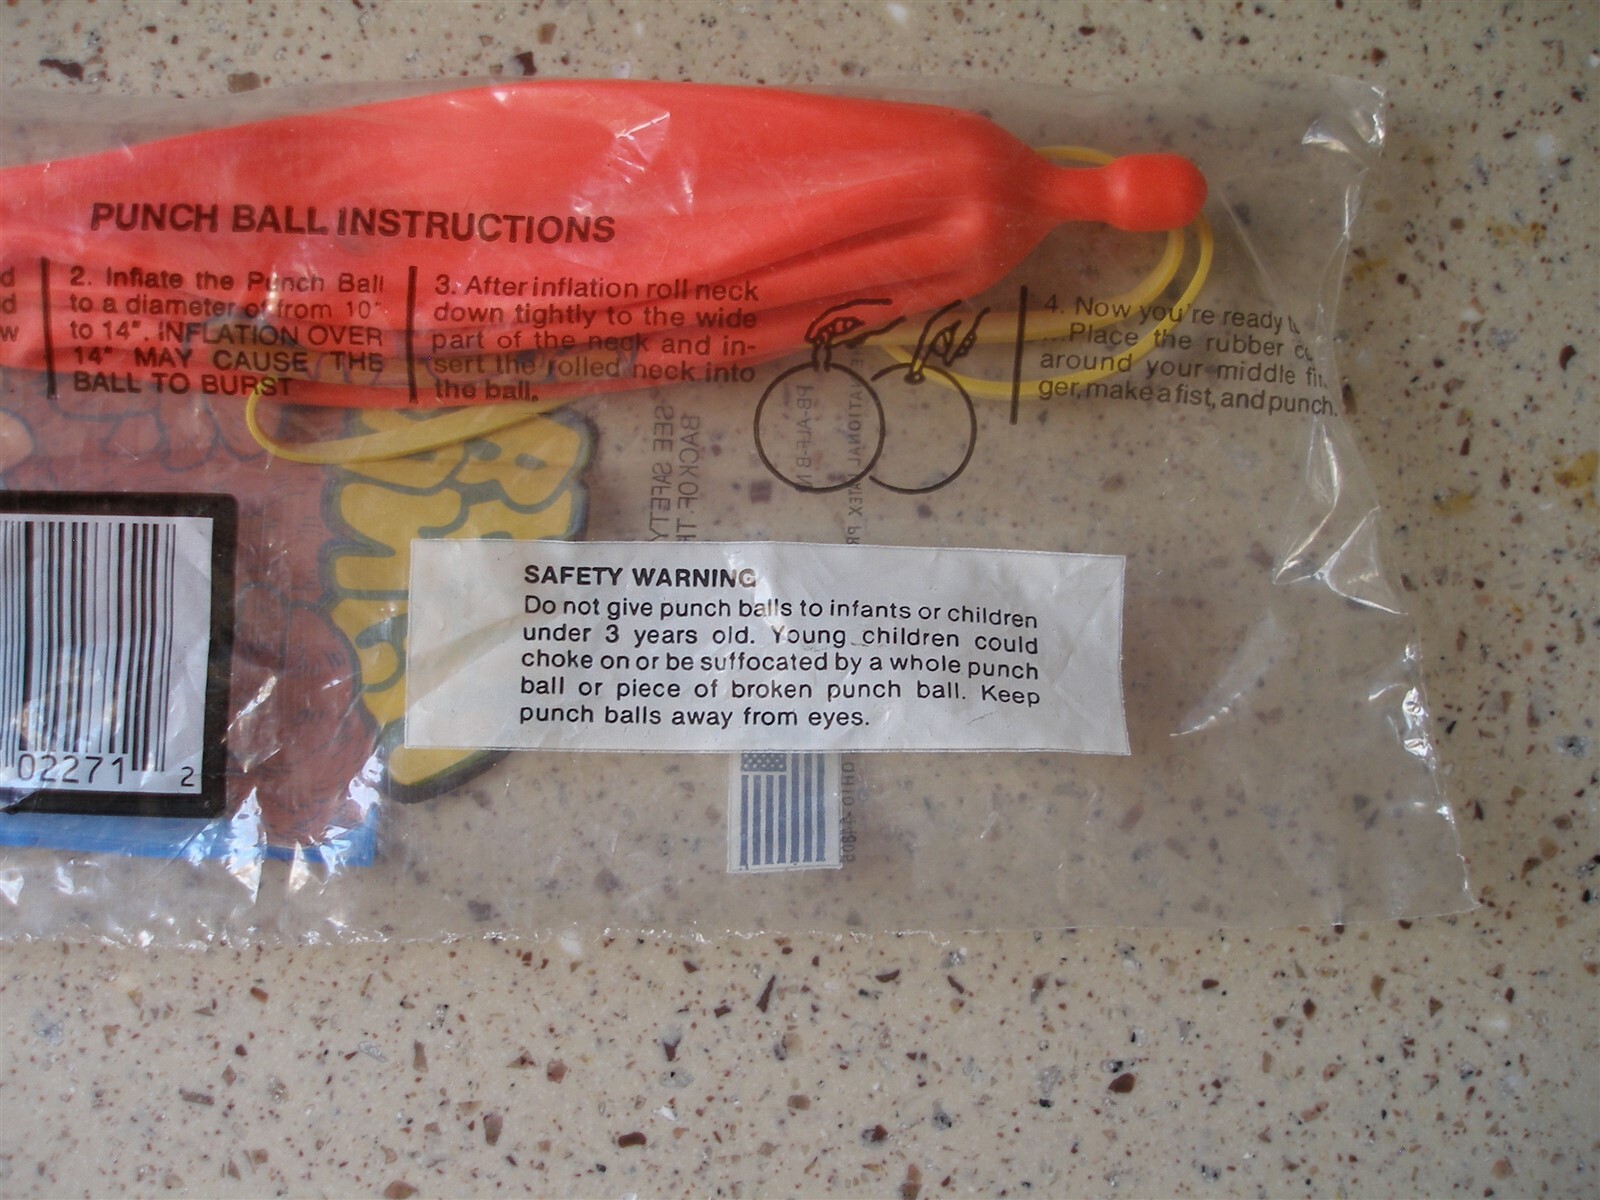 PUNCH BALL INSTRUCTIONS
2. Inflate the Punch Ball
to a diameter of from 10"
to 14". INFLATION OVER
14" MAY CAUSE THE
BALL TO BURST
3. After inflation roll neck
down tightly to the wide
part of the neck and in-
sert the rolled neck into
the ball.
4. Now you're ready
Place the rubber
around your middle
ger, make a fist, and punch.
SEE SAFETY
BACK OF
SAFETY WARNING
Do not give punch balls to infants or children
under 3 years old. Young children could
choke on or be suffocated by a whole punch
ball or piece of broken punch ball. Keep
punch balls away from eyes.
02271 2